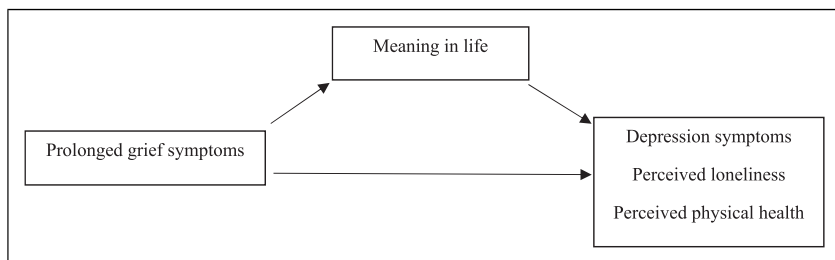 Meaning in life
Prolonged grief symptoms
Depression symptoms
Perceived loneliness
Perceived physical health